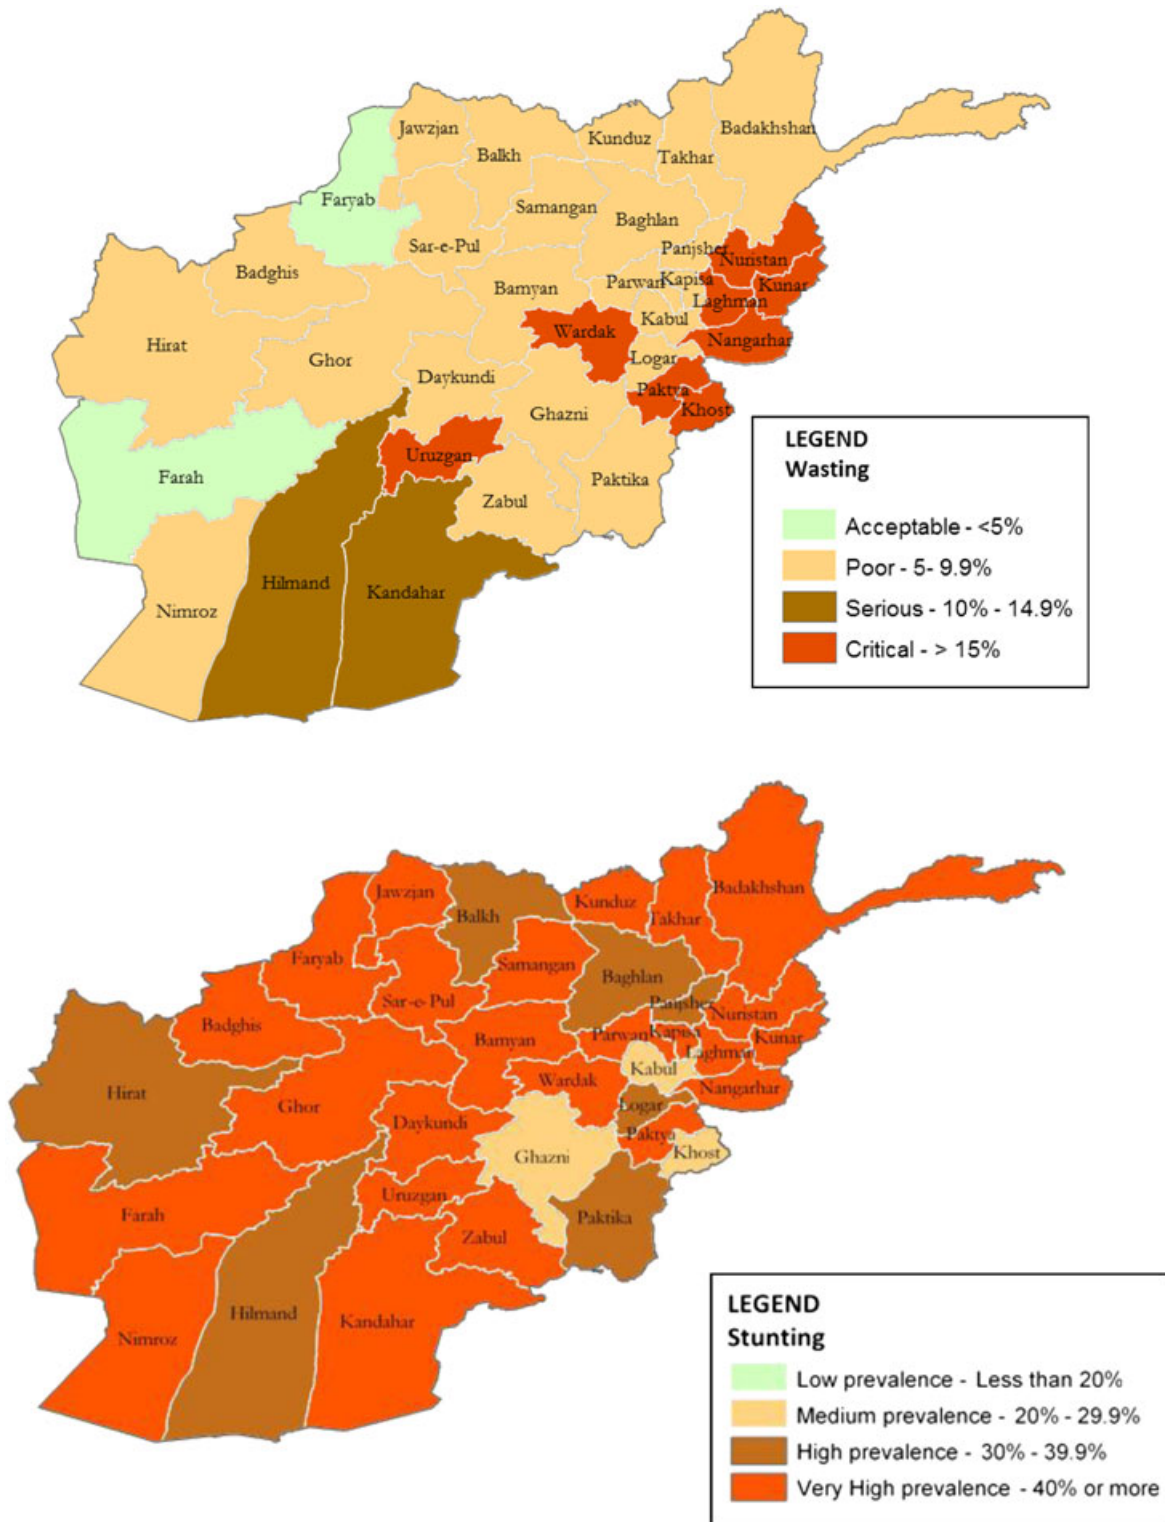 Jawzjan
Balkh
Kunduz
Takhar
Badakhshan
Faryab
Samangan
Baghlan
Sar-e-Pul
Panjsher
Nuristan
Badghis
Bamyan
Parwan
Kapisa
Kunar
Laghman
Kabul
Wardak
Nangarhar
Hirat
Ghor
Logar
Daykundi
Paktya
Khost
Ghazni
Uruzgan
Farah
Zabul
Paktika
Hilmand
Kandahar
Nimroz
LEGEND
Wasting
Acceptable - <5%
Poor - 5- 9.9%
Serious - 10% - 14.9%
Critical - > 15%
Jawzjan
Balkh
Kunduz
Takhar
Badakhshan
Faryab
Samangan
Baghlan
Sar-e-Pul
Panjsher
Nuristan
Badghis
Bamyan
Parwan
Kapisa
Kunar
Laghman
Kabul
Wardak
Nangarhar
Hirat
Ghor
Logar
Daykundi
Paktya
Khost
Ghazni
Uruzgan
Farah
Zabul
Paktika
Hilmand
Kandahar
Nimroz
LEGEND
Stunting
Low prevalence - Less than 20%
Medium prevalence - 20% - 29.9%
High prevalence - 30% - 39.9%
Very High prevalence - 40% or more